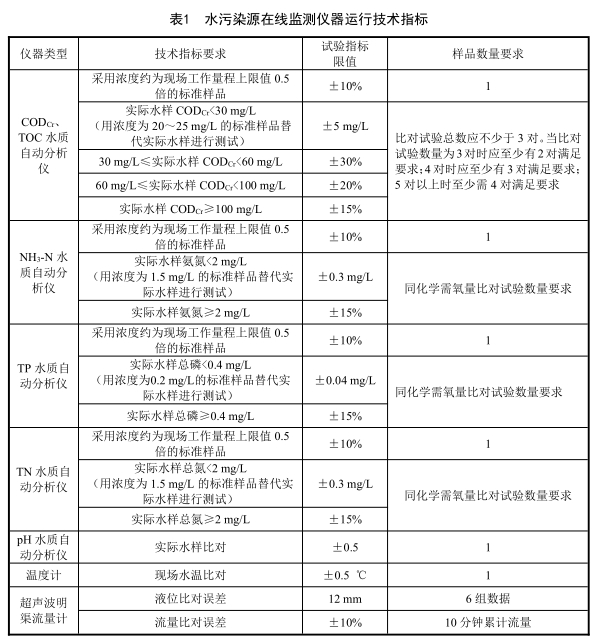 表1 水污染源在线监测仪器运行技术指标
仪器类型 技术指标要求 试验指标
限值 样品数量要求
CODCr、
TOC 水质
自动分析
仪
采用浓度约为现场工作量程上限值 0.5
倍的标准样品
±10%
1
实际水样 CODCr<30 mg/L
（用浓度为 20～25 mg/L 的标准样品替
代实际水样进行测试）
±5 mg/L
比对试验总数应不少于 3 对。当比对
试验数量为3对时应至少有2对满足
要求；4 对时应至少有 3 对满足要求；
5 对以上时至少需 4 对满足要求
30 mg/L≤实际水样 CODCr<60 mg/L
±30%
60 mg/L≤实际水样 CODCr<100 mg/L
±20%
实际水样 CODCr≥100 mg/L
±15%
NH3-N 水
质自动分
析仪
采用浓度约为现场工作量程上限值 0.5
倍的标准样品
±10%
1
实际水样氨氮<2 mg/L
（用浓度为 1.5 mg/L 的标准样品替代实
际水样进行测试）
±0.3 mg/L
同化学需氧量比对试验数量要求
实际水样氨氮≥2 mg/L
±15%
TP 水质自
动分析仪
采用浓度约为现场工作量程上限值 0.5
倍的标准样品
±10%
1
实际水样总磷<0.4 mg/L
（用浓度为0.2 mg/L的标准样品替代实
际水样进行测试）
±0.04 mg/L
同化学需氧量比对试验数量要求
实际水样总磷≥0.4 mg/L
±15%
TN 水质自
动分析仪
采用浓度约为现场工作量程上限值 0.5
倍的标准样品
±10%
1
实际水样总氮<2 mg/L
（用浓度为 1.5 mg/L 的标准样品替代实
际水样进行测试）
±0.3 mg/L
同化学需氧量比对试验数量要求
实际水样总氮≥2 mg/L
±15%
pH 水质自
动分析仪
实际水样比对
±0.5
1
温度计
现场水温比对
±0.5 ℃
1
超声波明
渠流量计
液位比对误差
12 mm
6 组数据
流量比对误差
±10%
10 分钟累计流量